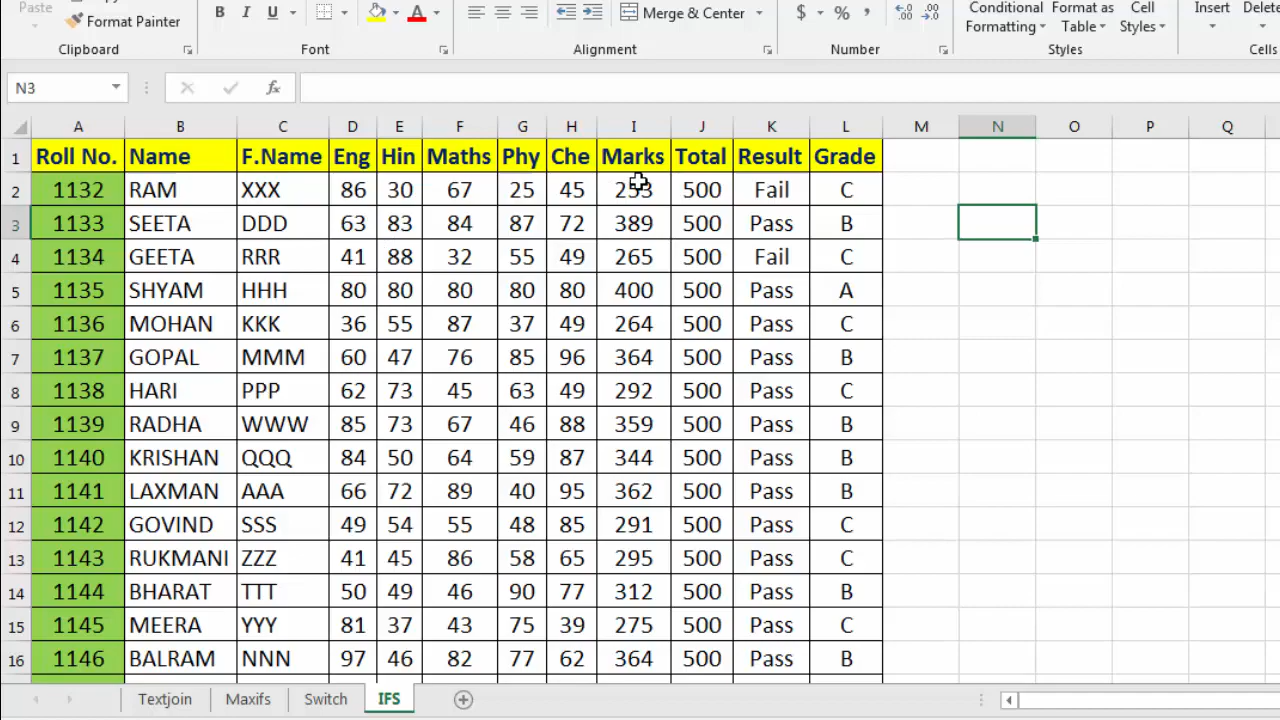 Paste Format Painter B I U A Merge & Center $ % , Conditional Formatting Format as Table Cell Styles Insert Delete
Clipboard Font Alignment Number Styles Cells
N3 fx
A B C D E F G H I J K L M N O P Q
1 Roll No. Name F.Name Eng Hin Maths Phy Che Marks Total Result Grade
2 1132 RAM XXX 86 30 67 25 45 253 500 Fail C
3 1133 SEETA DDD 63 83 84 87 72 389 500 Pass B
4 1134 GEETA RRR 41 88 32 55 49 265 500 Fail C
5 1135 SHYAM HHH 80 80 80 80 80 400 500 Pass A
6 1136 MOHAN KKK 36 55 87 37 49 264 500 Pass C
7 1137 GOPAL MMM 60 47 76 85 96 364 500 Pass B
8 1138 HARI PPP 62 73 45 63 49 292 500 Pass C
9 1139 RADHA WWW 85 73 67 46 88 359 500 Pass B
10 1140 KRISHAN QQQ 84 50 64 59 87 344 500 Pass B
11 1141 LAXMAN AAA 66 72 89 40 95 362 500 Pass B
12 1142 GOVIND SSS 49 54 55 48 85 291 500 Pass C
13 1143 RUKMANI ZZZ 41 45 86 58 65 295 500 Pass C
14 1144 BHARAT TTT 50 49 46 90 77 312 500 Pass B
15 1145 MEERA YYY 81 37 43 75 39 275 500 Pass C
16 1146 BALRAM NNN 97 46 82 77 62 364 500 Pass B
Textjoin Maxifs Switch IFS